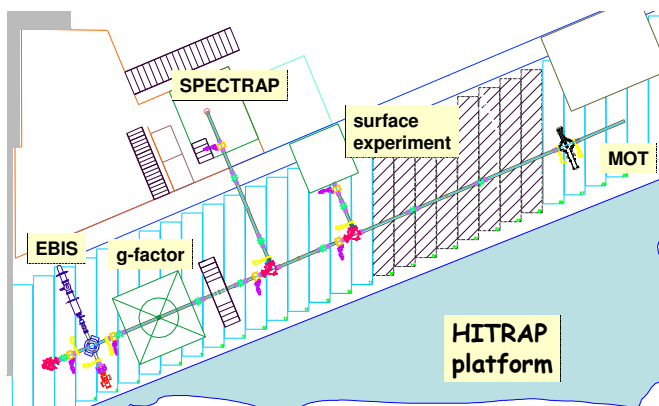 SPECTRAP
surface
experiment
MOT
EBIS
g-factor
HITRAP
platform